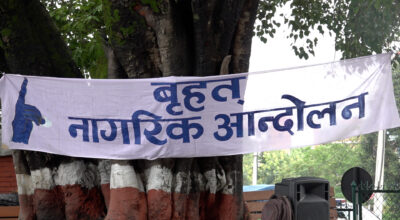 बृहत्
नागरिक आन्दोलन